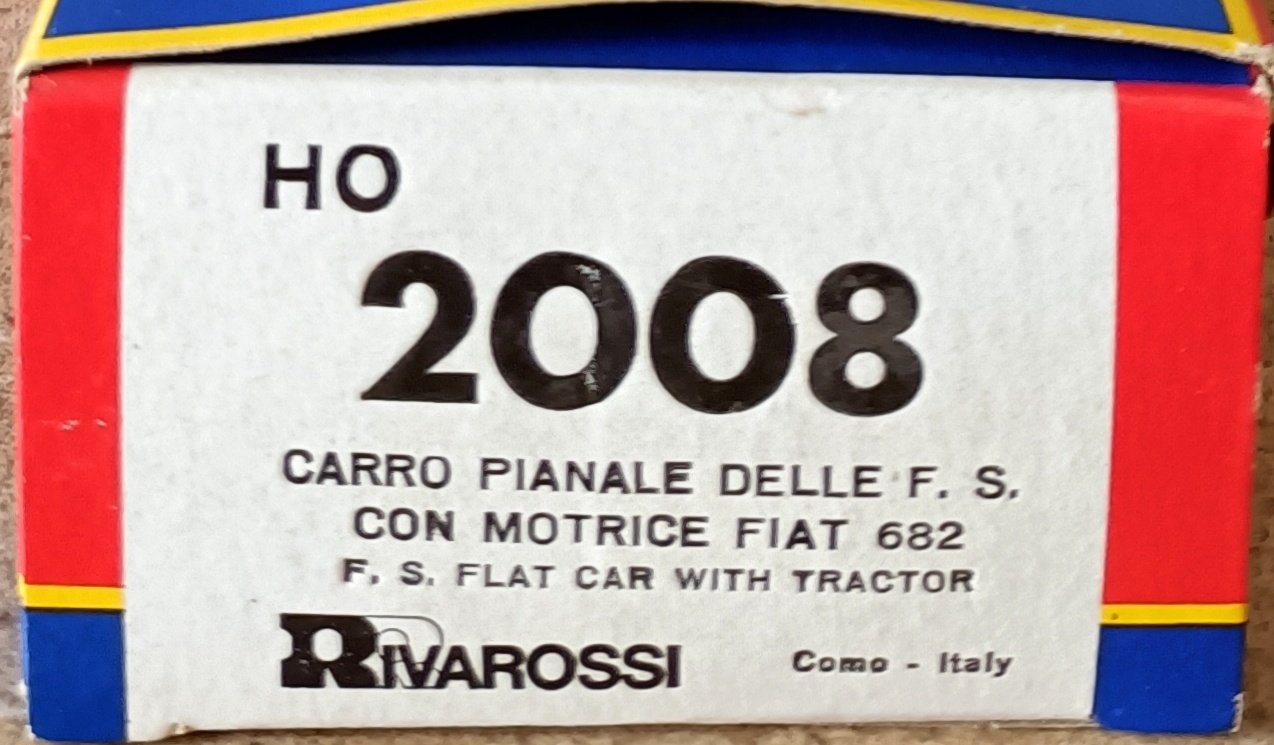 HO
2008
CARRO PIANALE DELLE F. S.
CON MOTRICE FIAT 682
F. S. FLAT CAR WITH TRACTOR
RIVAROSSI Como - Italy